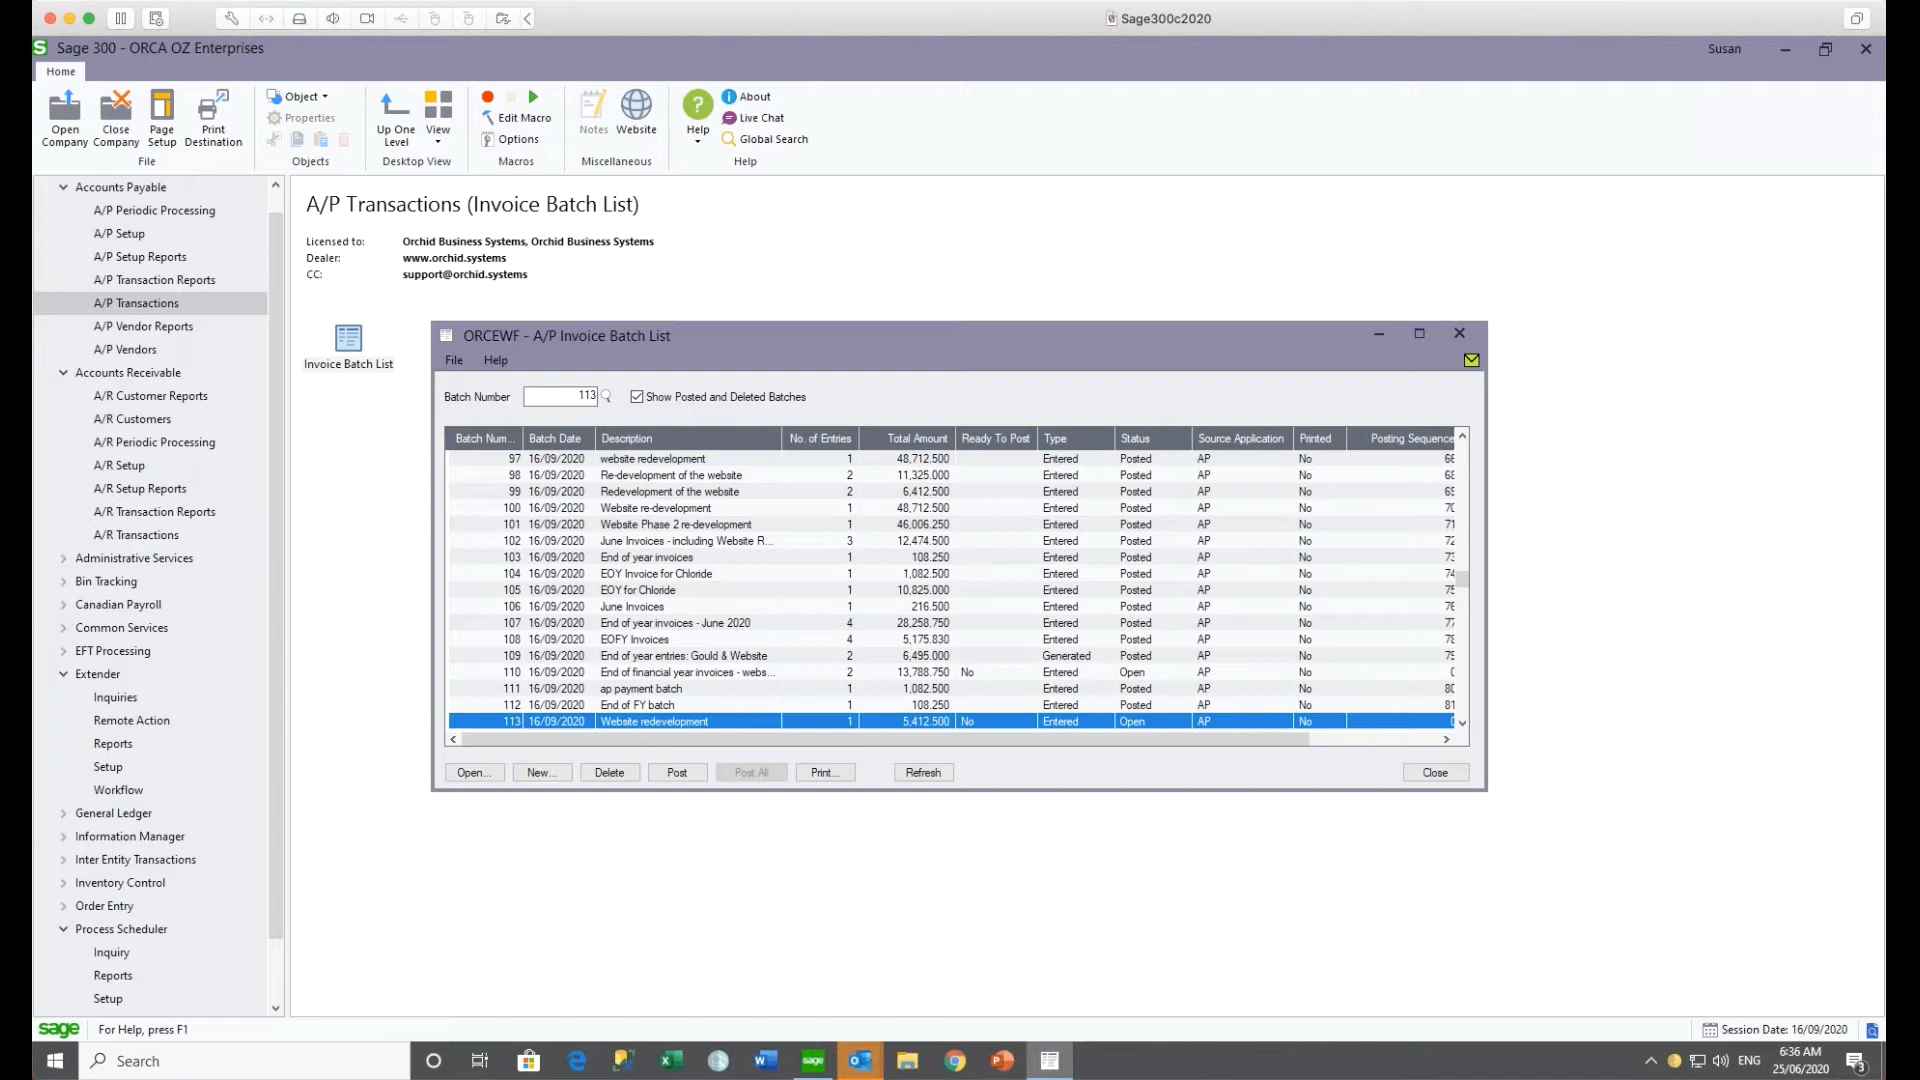 Sage300c2020
Sage 300 - ORCA OZ Enterprises
Susan
Home
Open Company
Close Company
Page Setup
Print Destination
File
Object
Properties
Objects
Up One Level
View
Desktop View
Edit Macro
Options
Macros
Notes
Website
Miscellaneous
Help
About
Live Chat
Global Search
Help
Accounts Payable
A/P Periodic Processing
A/P Setup
A/P Setup Reports
A/P Transaction Reports
A/P Transactions
A/P Vendor Reports
A/P Vendors
Accounts Receivable
A/R Customer Reports
A/R Customers
A/R Periodic Processing
A/R Setup
A/R Setup Reports
A/R Transaction Reports
A/R Transactions
Administrative Services
Bin Tracking
Canadian Payroll
Common Services
EFT Processing
Extender
Inquiries
Remote Action
Reports
Setup
Workflow
General Ledger
Information Manager
Inter Entity Transactions
Inventory Control
Order Entry
Process Scheduler
Inquiry
Reports
Setup
A/P Transactions (Invoice Batch List)
Licensed to: Orchid Business Systems, Orchid Business Systems
Dealer: www.orchid.systems
CC: support@orchid.systems
Invoice Batch List
ORCEWF - A/P Invoice Batch List
File Help
Batch Number 113 Show Posted and Deleted Batches
Batch Num... Batch Date Description No. of Entries Total Amount Ready To Post Type Status Source Application Printed Posting Sequence
97 16/09/2020 website redevelopment 1 48,712.500 Entered Posted AP No 66
98 16/09/2020 Re-development of the website 2 11,325.000 Entered Posted AP No 68
99 16/09/2020 Redevelopment of the website 2 6,412.500 Entered Posted AP No 69
100 16/09/2020 Website re-development 1 48,712.500 Entered Posted AP No 70
101 16/09/2020 Website Phase 2 re-development 1 46,006.250 Entered Posted AP No 71
102 16/09/2020 June Invoices - including Website R... 3 12,474.500 Entered Posted AP No 72
103 16/09/2020 End of year invoices 1 108.250 Entered Posted AP No 73
104 16/09/2020 EOY Invoice for Chloride 1 1,082.500 Entered Posted AP No 74
105 16/09/2020 EOY for Chloride 1 10,825.000 Entered Posted AP No 75
106 16/09/2020 June Invoices 1 216.500 Entered Posted AP No 76
107 16/09/2020 End of year invoices - June 2020 4 28,258.750 Entered Posted AP No 77
108 16/09/2020 EOFY Invoices 4 5,175.830 Entered Posted AP No 78
109 16/09/2020 End of year entries: Gould & Website 2 6,495.000 Generated Posted AP No 79
110 16/09/2020 End of financial year invoices - webs... 2 13,788.750 No Entered Open AP No 0
111 16/09/2020 ap payment batch 1 1,082.500 Entered Posted AP No 80
112 16/09/2020 End of FY batch 1 108.250 Entered Posted AP No 81
113 16/09/2020 Website redevelopment 1 5,412.500 No Entered Open AP No 0
Open... New... Delete Post Post All Print... Refresh Close
sage For Help, press F1
Session Date: 16/09/2020
Search
sage
ENG
6:36 AM
25/06/2020
3